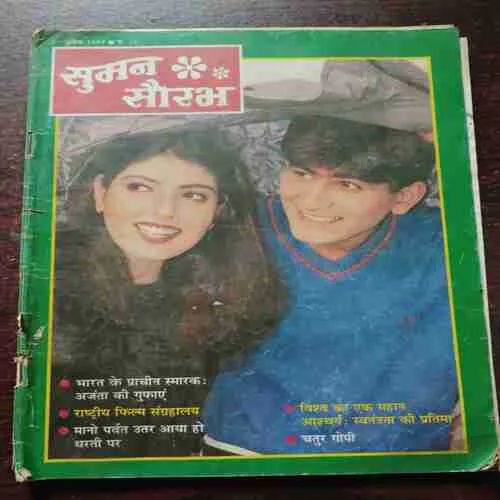 सुमन
सौरभ
भारत के प्राचीन स्मारक:
अजंता की गुफाएं
राष्ट्रीय फिल्म संग्रहालय
मानो पर्वत उतर आया हो
धरती पर
विश्व का एक महान
आश्चर्य: स्वतंत्रता की प्रतिमा
चतुर गोपी